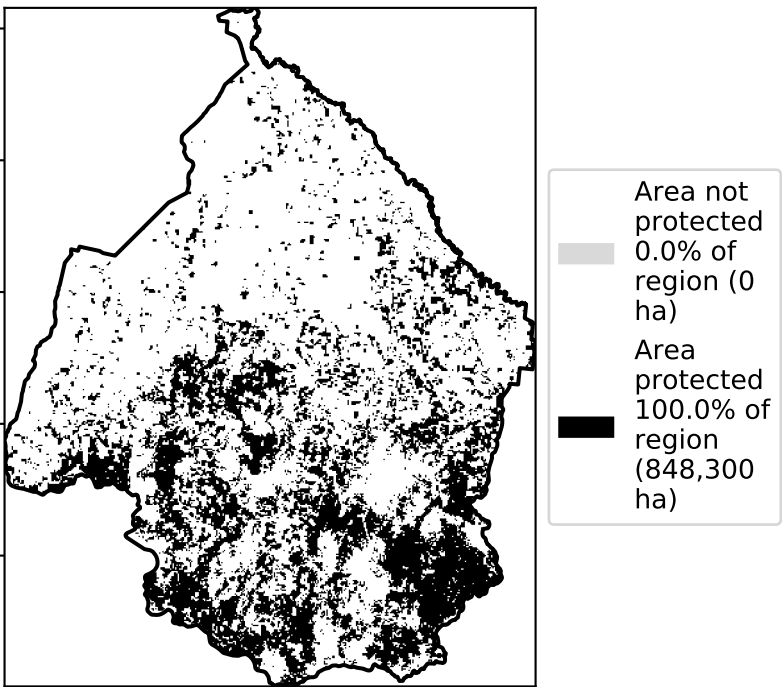 Area not
protected
0.0% of
region (0
ha)
Area
protected
100.0% of
region
(848,300
ha)